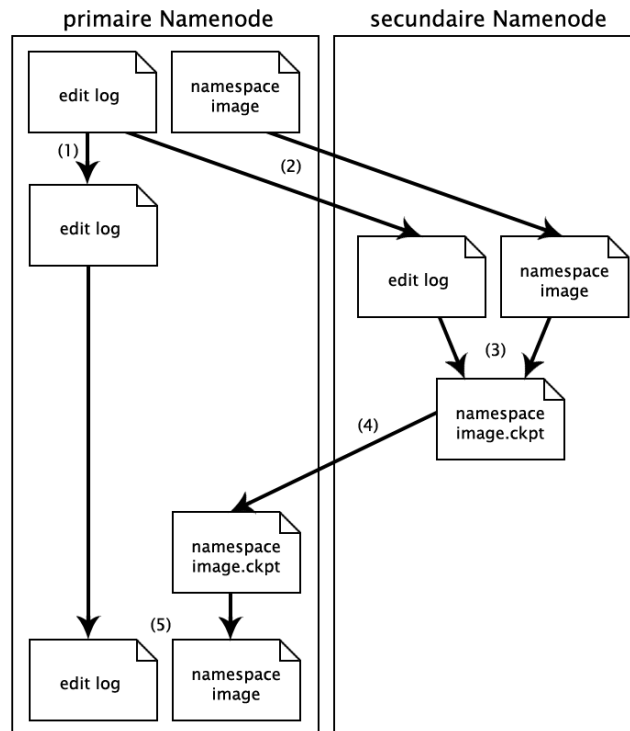 primaire Namenode
secundaire Namenode
edit log
namespace
image
(1)
(2)
edit log
edit log
namespace
image
(3)
namespace
image.ckpt
(4)
namespace
image.ckpt
(5)
edit log
namespace
image